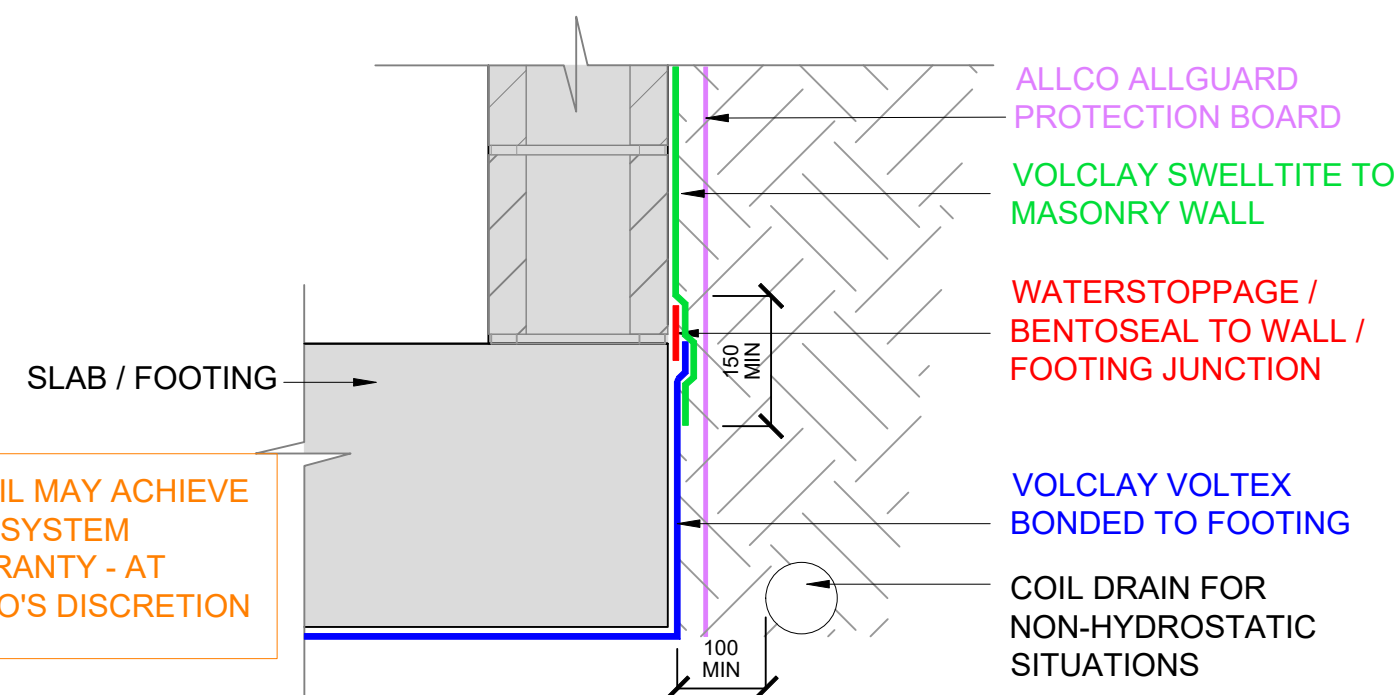 ALLCO ALLGUARD
PROTECTION BOARD
VOLCLAY SWELLTITE TO
MASONRY WALL
WATERSTOPPAGE /
BENTOSEAL TO WALL /
FOOTING JUNCTION
150
MIN
SLAB / FOOTING
IL MAY ACHIEVE
SYSTEM
RANTY - AT
O'S DISCRETION
VOLCLAY VOLTEX
BONDED TO FOOTING
COIL DRAIN FOR
NON-HYDROSTATIC
SITUATIONS
100
MIN